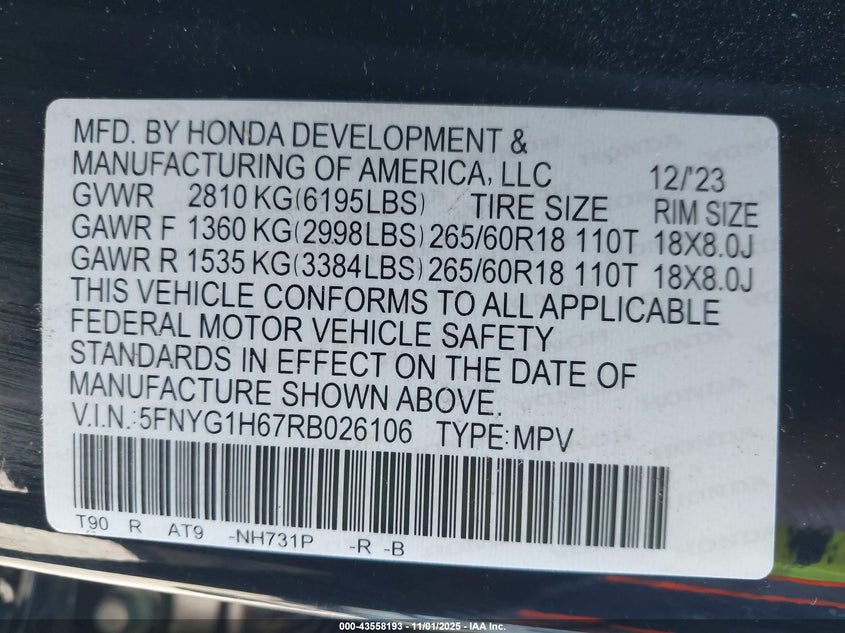 MFD. BY HONDA DEVELOPMENT &
MANUFACTURING OF AMERICA, LLC 12/'23
GVWR 2810 KG(6195LBS) TIRE SIZE RIM SIZE
GAWR F 1360 KG(2998LBS) 265/60R18 110T 18X8.0J
GAWR R 1535 KG(3384LBS) 265/60R18 110T 18X8.0J
THIS VEHICLE CONFORMS TO ALL APPLICABLE
FEDERAL MOTOR VEHICLE SAFETY
STANDARDS IN EFFECT ON THE DATE OF
MANUFACTURE SHOWN ABOVE.
V.I.N.:5FNYG1H67RB026106 TYPE:MPV
T90 R AT9 -NH731P -R -B
000-43558193 - 11/01/2025 - IAA Inc.